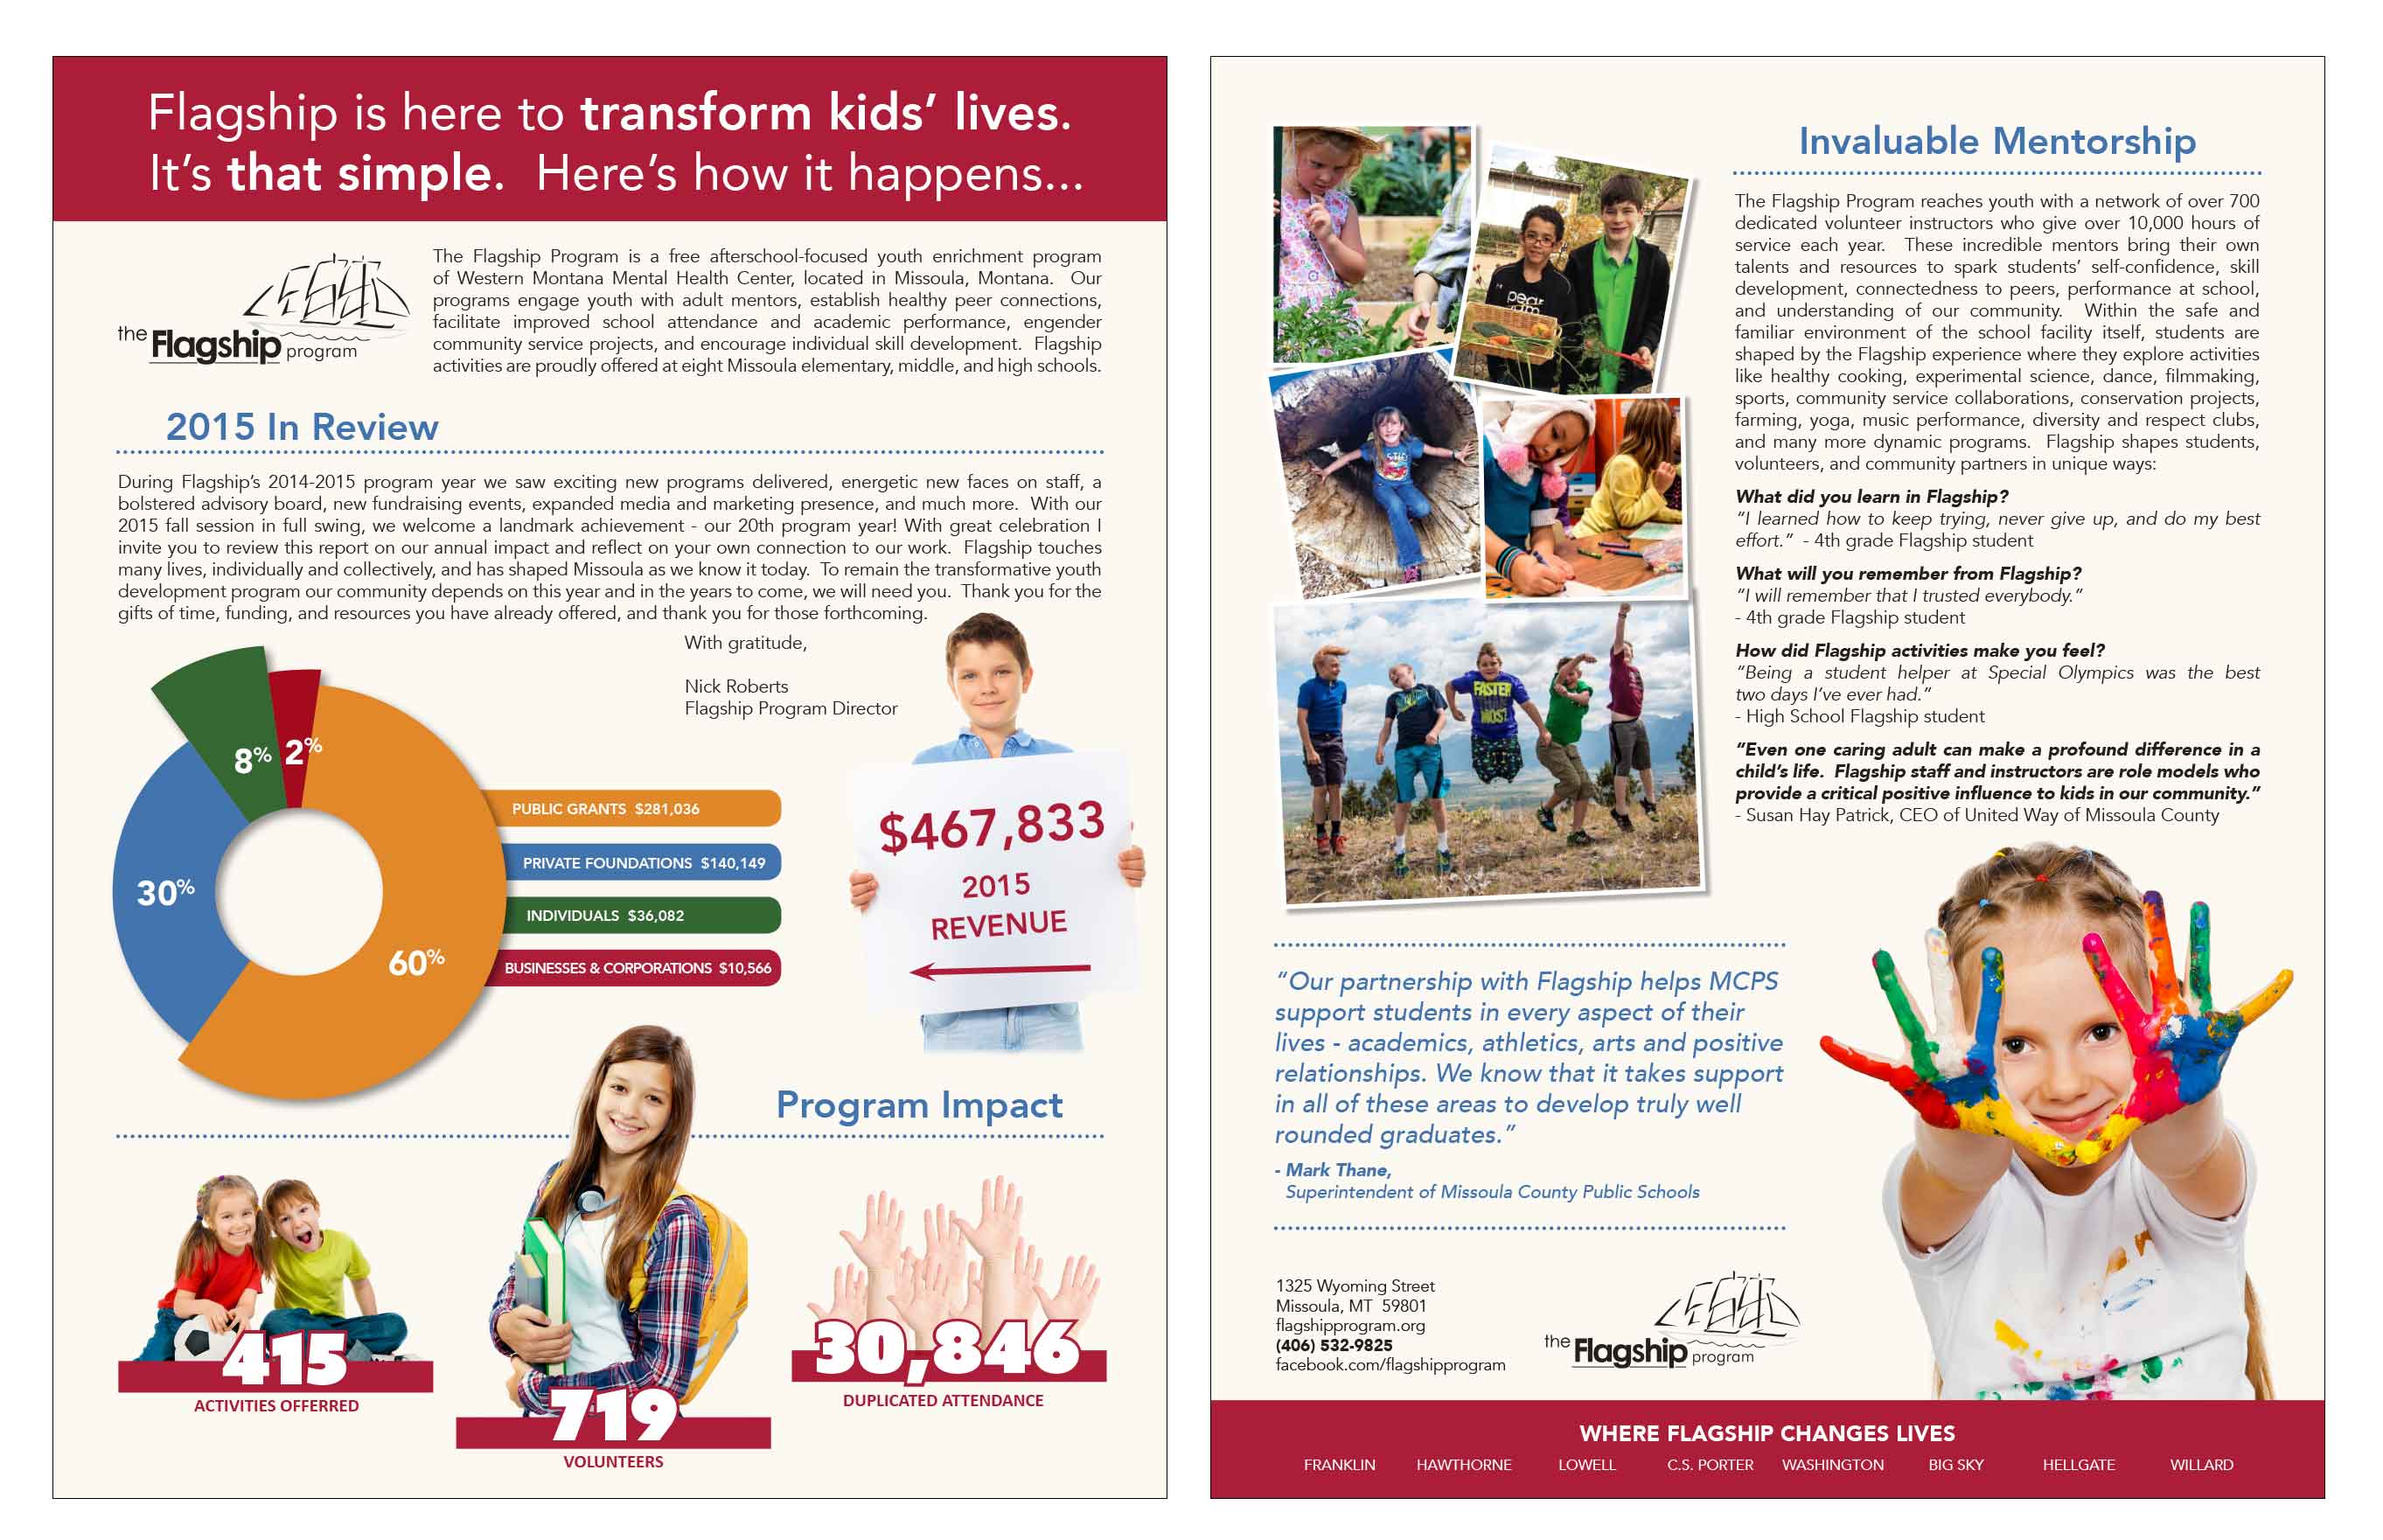 Flagship is here to transform kids’ lives.
It’s that simple.  Here’s how it happens...
the Flagship program
The Flagship Program is a free afterschool-focused youth enrichment program
of Western Montana Mental Health Center, located in Missoula, Montana.  Our
programs engage youth with adult mentors, establish healthy peer connections,
facilitate improved school attendance and academic performance, engender
community service projects, and encourage individual skill development.  Flagship
activities are proudly offered at eight Missoula elementary, middle, and high schools.
2015 In Review
During Flagship’s 2014-2015 program year we saw exciting new programs delivered, energetic new faces on staff, a
bolstered advisory board, new fundraising events, expanded media and marketing presence, and much more.  With our
2015 fall session in full swing, we welcome a landmark achievement - our 20th program year! With great celebration I
invite you to review this report on our annual impact and reflect on your own connection to our work.  Flagship touches
many lives, individually and collectively, and has shaped Missoula as we know it today.  To remain the transformative youth
development program our community depends on this year and in the years to come, we will need you.  Thank you for the
gifts of time, funding, and resources you have already offered, and thank you for those forthcoming.
With gratitude,
Nick Roberts
Flagship Program Director
8% 2%
30%
60%
PUBLIC GRANTS  $281,036
PRIVATE FOUNDATIONS  $140,149
INDIVIDUALS  $36,082
BUSINESSES & CORPORATIONS  $10,566
$467,833
2015
REVENUE
Program Impact
415
ACTIVITIES OFFERRED
719
VOLUNTEERS
30,846
DUPLICATED ATTENDANCE
FASTER
MOST
Invaluable Mentorship
The Flagship Program reaches youth with a network of over 700
dedicated volunteer instructors who give over 10,000 hours of
service each year.  These incredible mentors bring their own
talents and resources to spark students’ self-confidence, skill
development, connectedness to peers, performance at school,
and understanding of our community.  Within the safe and
familiar environment of the school facility itself, students are
shaped by the Flagship experience where they explore activities
like healthy cooking, experimental science, dance, filmmaking,
sports, community service collaborations, conservation projects,
farming, yoga, music performance, diversity and respect clubs,
and many more dynamic programs.  Flagship shapes students,
volunteers, and community partners in unique ways:
What did you learn in Flagship?
“I learned how to keep trying, never give up, and do my best
effort.”  - 4th grade Flagship student
What will you remember from Flagship?
“I will remember that I trusted everybody.”
- 4th grade Flagship student
How did Flagship activities make you feel?
“Being a student helper at Special Olympics was the best
two days I’ve ever had.”
- High School Flagship student
“Even one caring adult can make a profound difference in a
child’s life.  Flagship staff and instructors are role models who
provide a critical positive influence to kids in our community.”
- Susan Hay Patrick, CEO of United Way of Missoula County
“Our partnership with Flagship helps MCPS
support students in every aspect of their
lives - academics, athletics, arts and positive
relationships. We know that it takes support
in all of these areas to develop truly well
rounded graduates.”
- Mark Thane,
Superintendent of Missoula County Public Schools
1325 Wyoming Street
Missoula, MT  59801
flagshipprogram.org
(406) 532-9825
facebook.com/flagshipprogram
the Flagship program
WHERE FLAGSHIP CHANGES LIVES
FRANKLIN HAWTHORNE LOWELL C.S. PORTER WASHINGTON BIG SKY HELLGATE WILLARD